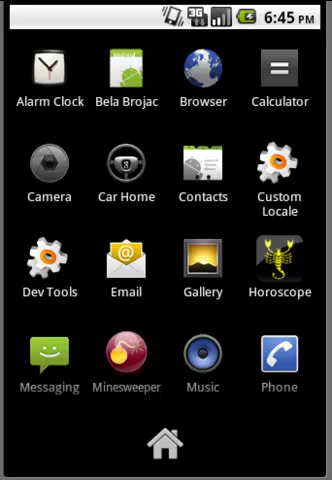 3G 6:45 PM
Alarm Clock Bela Brojac Browser Calculator
Camera Car Home Contacts Custom
Locale
Dev Tools Email Gallery Horoscope
Messaging Minesweeper Music Phone